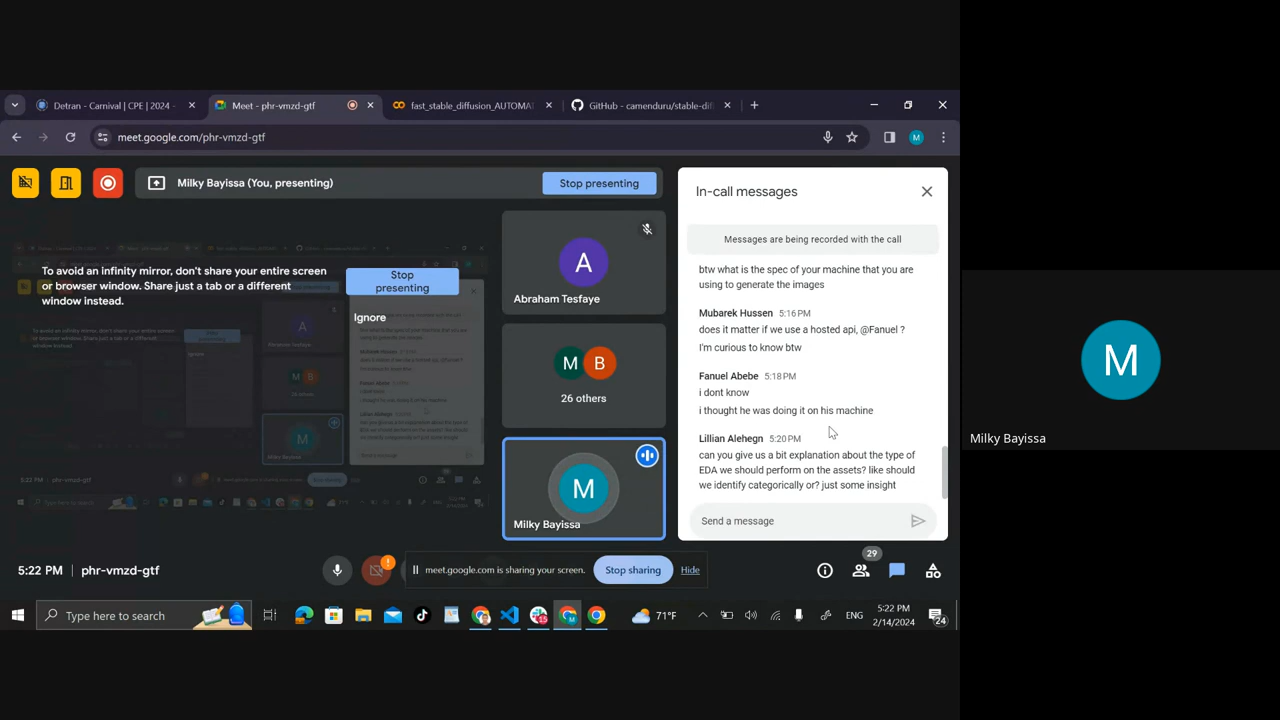 Detran - Carnival | CPE | 2024 -
Meet - phr-vmzd-gtf
fast_stable_diffusion_AUTOMA
GitHub - camenduru/stable-dif
meet.google.com/phr-vmzd-gtf
M
Milky Bayissa (You, presenting)
Stop presenting
To avoid an infinity mirror, don't share your entire screen
or browser window. Share just a tab or a different
window instead.
Stop
presenting
Ignore
A
Abraham Tesfaye
M B
26 others
M
Milky Bayissa
In-call messages
Messages are being recorded with the call
btw what is the spec of your machine that you are
using to generate the images
Mubarek Hussen 5:16 PM
does it matter if we use a hosted api, @Fanuel ?
I'm curious to know btw
Fanuel Abebe 5:18 PM
i dont know
i thought he was doing it on his machine
Lillian Alehegn 5:20 PM
can you give us a bit explanation about the type of
EDA we should perform on the assets? like should
we identify categorically or? just some insight
Send a message
5:22 PM | phr-vmzd-gtf
meet.google.com is sharing your screen.
Stop sharing
Hide
29
Type here to search
71°F
ENG
5:22 PM
2/14/2024
24
M
Milky Bayissa